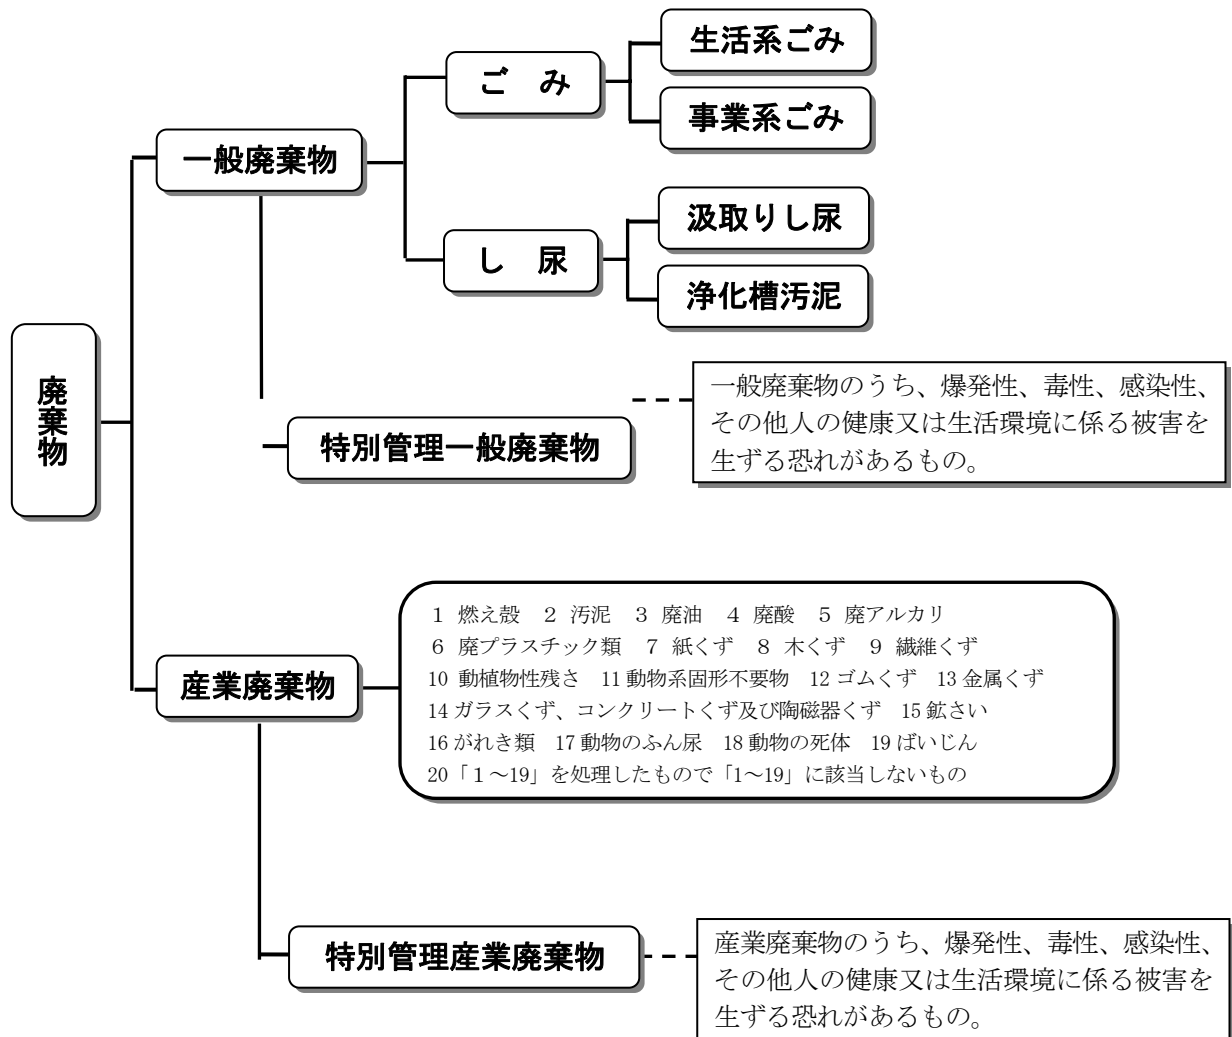 生活系ごみ
ご　み
事業系ごみ
一般廃棄物
汲取りし尿
し　尿
浄化槽汚泥
廃棄物
一般廃棄物のうち、爆発性、毒性、感染性、
その他人の健康又は生活環境に係る被害を
生ずる恐れがあるもの。
特別管理一般廃棄物
1 燃え殻　2 汚泥　3 廃油　4 廃酸　5 廃アルカリ
6 廃プラスチック類　7 紙くず　8 木くず　9 繊維くず
10 動植物性残さ　11 動物系固形不要物　12 ゴムくず　13 金属くず
14 ガラスくず、コンクリートくず及び陶磁器くず　15 鉱さい
16 がれき類　17 動物のふん尿　18 動物の死体　19 ばいじん
20 「１～19」を処理したもので「1～19」に該当しないもの
産業廃棄物
特別管理産業廃棄物
産業廃棄物のうち、爆発性、毒性、感染性、
その他人の健康又は生活環境に係る被害を
生ずる恐れがあるもの。